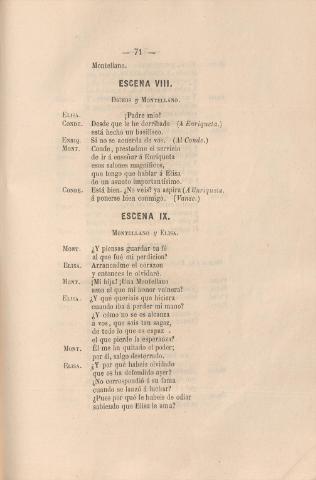 — 71 —
Montellano.
ESCENA VIII.
Dichos y Montellano.
Elisa. ¡Padre mio!
Conde. Desde que le he derribado (A Enriqueta.)
está hecho un basilisco.
Enriq. Si no se acuerda de vos. (Al Conde.)
Mont. Conde, prestadme el servicio
de ir á enseñar á Enriqueta
esos salones magníficos,
que tengo que hablar á Elisa
de un asunto importantísimo.
Conde. Está bien. ¿No veis? ya aspira (A Enriqueta.)
á ponerse bien conmigo. (Vanse.)
ESCENA IX.
Montellano y Elisa.
Mont. ¿Y piensas guardar tu fé
al que fué mi perdicion?
Elisa. Arrancadme el corazon
y entonces le olvidaré.
Mont. ¡Mi hija! ¡Una Montellano
es en el que mi honor vulnera!
Elisa. ¿Y qué queriais que hiciera
cuando iba á perder mi mano?
¿Y cómo no se os alcanza
á vos, que sois tan sagaz,
de todo lo que es capaz
el que pierde la esperanza?
Mont. Él me ha quitado el poder;
por él, salgo desterrado.
Elisa. ¿Y por qué habeis olvidado
que os ha defendido ayer?
¿No correspondió á su fama
cuando se lanzó á luchar?
¿Pues por qué le habeis de odiar
sabiendo que Elisa le ama?